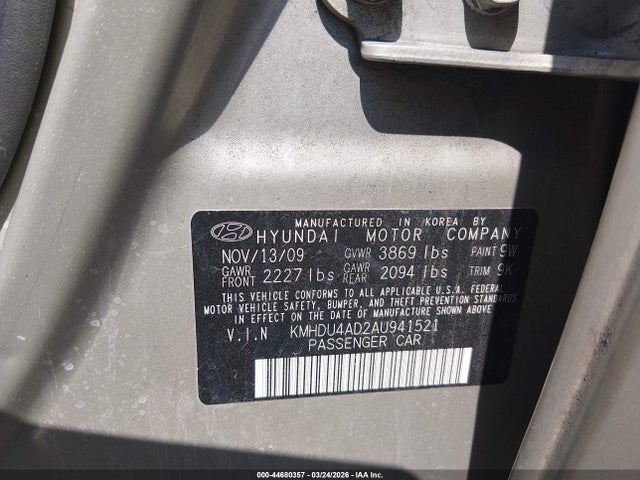 MANUFACTURED IN KOREA BY
HYUNDAI MOTOR COMPANY
NOV/13/09 GVWR 3869 lbs PAINT 9W
GAWR FRONT 2227 lbs GAWR REAR 2094 lbs TRIM 9K
THIS VEHICLE CONFORMS TO ALL APPLICABLE U.S.A. FEDERAL
MOTOR VEHICLE SAFETY, BUMPER, AND THEFT PREVENTION STANDARDS
IN EFFECT ON THE DATE OF MANUFACTURE SHOWN ABOVE.
V.I.N KMHDU4AD2AU941521
PASSENGER CAR
000-44680357 - 03/24/2026 - IAA Inc.